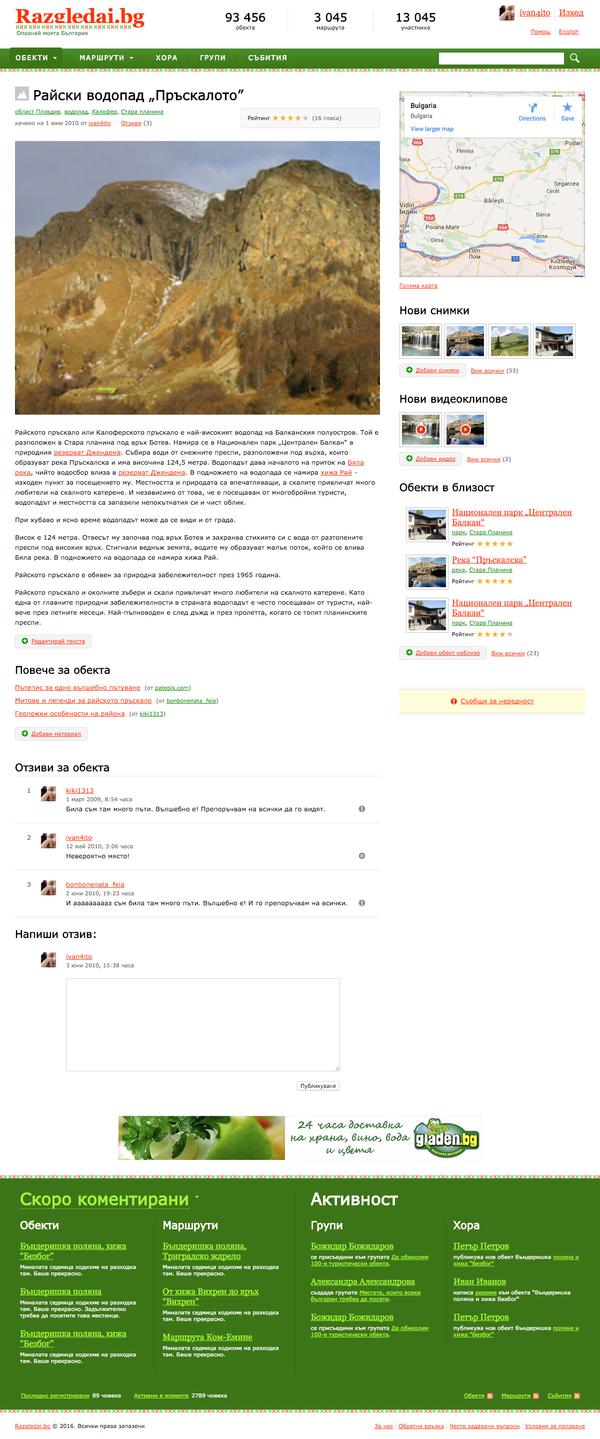 Razgledai.bg
Опознай моята България
93 456
обекта
3 045
маршрута
13 045
участника
ivan4ito Изход
Помощ English
ОБЕКТИ МАРШРУТИ ХОРА ГРУПИ СЪБИТИЯ
Райски водопад „Пръскалото”
област Пловдив, водопад, Калофер, Стара планина
качено на 1 юни 2010 от ivan4ito Отзиви (3)
Рейтинг (16 гласа)
Райското пръскало или Калоферското пръскало е най-високият водопад на Балканския полуостров. Той е
разположен в Стара планина под връх Ботев. Намира се в Национален парк „Централен Балкан“ в
природния резерват Джендема. Събира води от снежните преспи, разположени под върха, които
образуват река Пръскалска и има височина 124,5 метра. Водопадът дава началото на приток на Бяла
река, чийто водосбор влиза в резерват Джендема. В подножието на водопада се намира хижа Рай -
изходен пункт за посещението му. Местността и природата са впечатляващи, а скалите привличат много
любители на скалното катерене. И независимо от това, че е посещаван от многобройни туристи,
водопадът и местността са запазили непокътнатия си и чист облик.
При хубаво и ясно време водопадът може да се види и от града.
Висок е 124 метра. Отвесът му започва под връх Ботев и захранва стихията си с вода от разтопените
преспи под високия връх. Стигнали веднъж земята, водите му образуват малък поток, който се влива
Бяла река. В подножието на водопада се намира хижа Рай.
Райското пръскало е обявен за природна забележителност през 1965 година.
Райското пръскало и околните зъбери и скали привличат много любители на скалното катерене. Като
една от главните природни забележителности в страната водопадът е често посещаван от туристи, най-
вече през летните месеци. Най-пълноводен е след дъжд и през пролетта, когато се топят планинските
преспи.
Редактирай текста
Повече за обекта
Пътепис за едно вълшебно пътуване (от patepis.com)
Митове и легенди за райското пръскало (от bonbonenata_feia)
Геоложки особености на района (от kiki1313)
Добави материал
Отзиви за обекта
1 kiki1313
1 март 2009, 8:54 часа
Била съм там много пъти. Вълшебно е! Препоръчвам на всички да го видят.
2 ivan4ito
12 май 2010, 3:06 часа
Невероятно място!
3 bonbonenata_feia
2 юни 2010, 19:23 часа
И аааааааааз съм била там много пъти. Вълшебно е! И го препоръчвам на всички.
Напиши отзив:
ivan4ito
3 юни 2010, 15:38 часа
Публикуване
Bulgaria
Bulgaria
View larger map
Directions Save
Голяма карта
Нови снимки
Добави снимки Виж всички (53)
Нови видеоклипове
Добави видео Виж всички (2)
Обекти в близост
Национален парк „Централен
Балкан“
парк, Стара Планина
Рейтинг
Река “Пръскалска”
река, Стара Планина
Рейтинг
Национален парк „Централен
Балкан“
парк, Стара Планина
Рейтинг
Добави обект наблизо Виж всички (23)
Съобщи за нередност
24 часа доставка
на храна, вино, вода
и цветя
gladen.bg
Скоро коментирани
Обекти
Бъндеришка поляна, хижа
“Безбог”
Миналата седмица ходихме на разходка
там. Беше прекрасно.
Бъндеришка поляна
Миналата седмица ходихме на разходка
там. Беше прекрасно. Задължително
трябва да посетите това местенце.
Бъндеришка поляна, хижа
“Безбог”
Миналата седмица ходихме на разходка
там. Беше прекрасно.
Маршрути
Бъндеришка поляна,
Триградско ждрело
Миналата седмица ходихме на разходка
там. Беше прекрасно.
От хижа Вихрен до връх
“Вихрен”
Миналата седмица ходихме на разходка
там. Беше прекрасно.
Маршрута Ком-Емине
Миналата седмица ходихме на разходка
там. Беше прекрасно.
Активност
Групи
Божидар Божидаров
се присъедини към групата Да обиколим
100-е туристически обекта.
Александра Александрова
създаде групата Местата, които всеки
българин трябва да посети.
Божидар Божидаров
се присъедини към групата Да обиколим
100-е туристически обекта.
Хора
Петър Петров
публикува нов обект Бъндеришка поляна и
хижа “Безбог”
Иван Иванов
написа резюме към обекта “Бъндеришка
поляна и хижа “Безбог”
Петър Петров
публикува нов обект Бъндеришка поляна и
хижа “Безбог”
Последно регистрирани 89 човека Активни в момента 2789 човека
Обекти Маршрути Събития
Razgledai.bg © 2016. Всички права запазени
За нас Обратна връзка Често задавани въпроси Условия за ползване